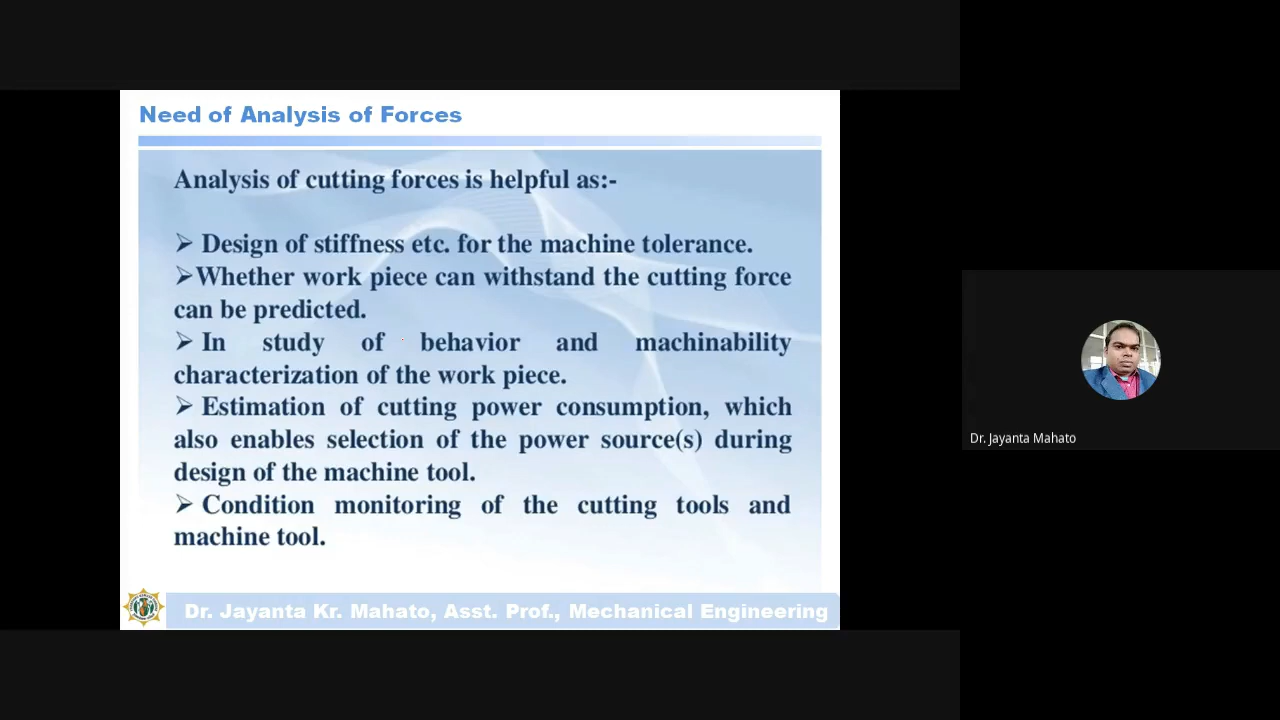 Need of Analysis of Forces
Analysis of cutting forces is helpful as:-
➢ Design of stiffness etc. for the machine tolerance.
➢Whether work piece can withstand the cutting force
can be predicted.
➢ In study of behavior and machinability
characterization of the work piece.
➢ Estimation of cutting power consumption, which
also enables selection of the power source(s) during
design of the machine tool.
➢ Condition monitoring of the cutting tools and
machine tool.
Dr. Jayanta Kr. Mahato, Asst. Prof., Mechanical Engineering
Dr. Jayanta Mahato